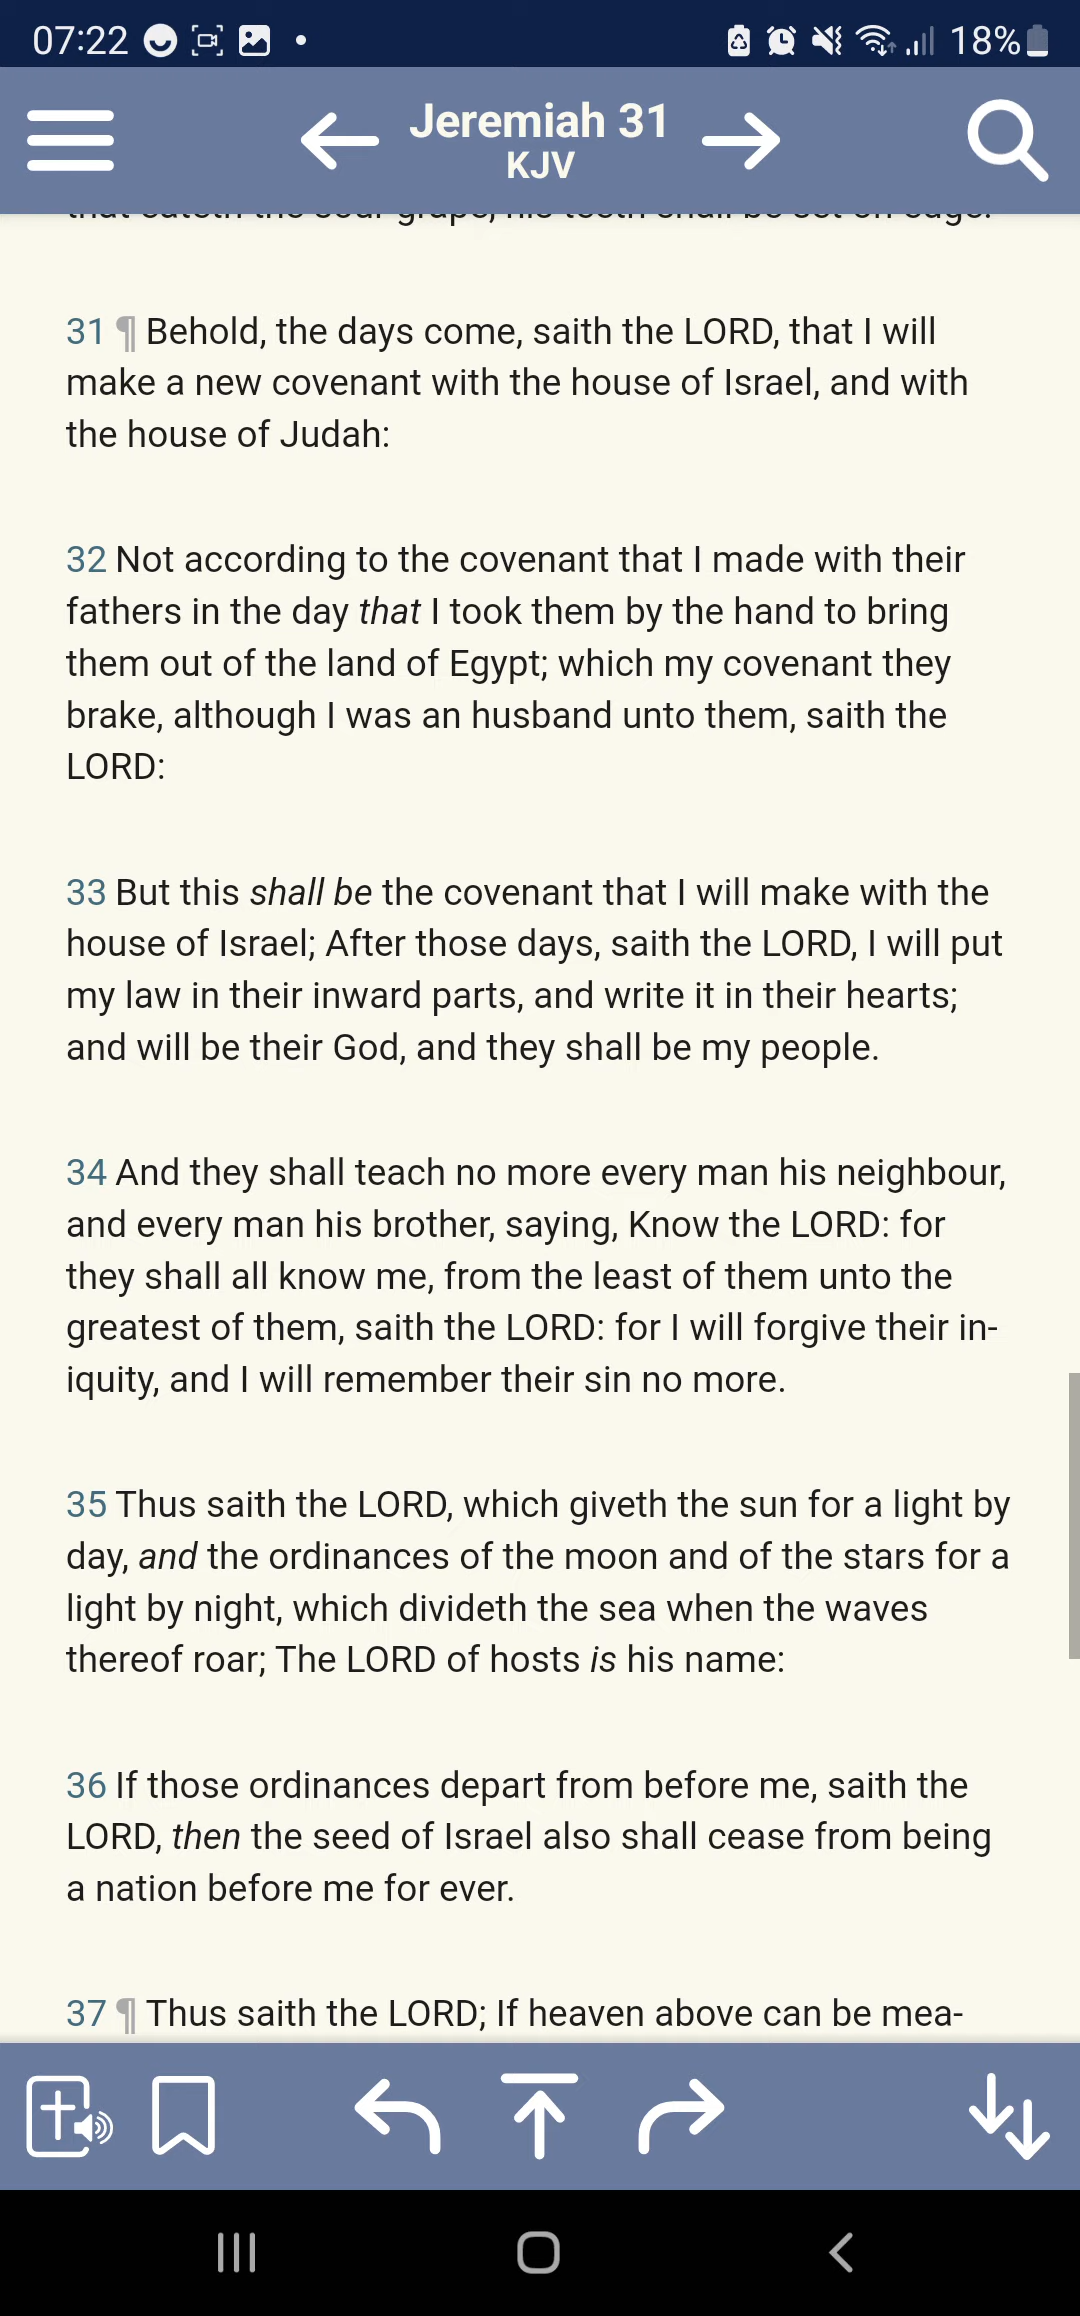 07:22
18%
Jeremiah 31
KJV
that eateth the sour grape, his teeth shall be set on edge.
31 ¶ Behold, the days come, saith the LORD, that I will
make a new covenant with the house of Israel, and with
the house of Judah:
32 Not according to the covenant that I made with their
fathers in the day that I took them by the hand to bring
them out of the land of Egypt; which my covenant they
brake, although I was an husband unto them, saith the
LORD:
33 But this shall be the covenant that I will make with the
house of Israel; After those days, saith the LORD, I will put
my law in their inward parts, and write it in their hearts;
and will be their God, and they shall be my people.
34 And they shall teach no more every man his neighbour,
and every man his brother, saying, Know the LORD: for
they shall all know me, from the least of them unto the
greatest of them, saith the LORD: for I will forgive their in-
iquity, and I will remember their sin no more.
35 Thus saith the LORD, which giveth the sun for a light by
day, and the ordinances of the moon and of the stars for a
light by night, which divideth the sea when the waves
thereof roar; The LORD of hosts is his name:
36 If those ordinances depart from before me, saith the
LORD, then the seed of Israel also shall cease from being
a nation before me for ever.
37 ¶ Thus saith the LORD; If heaven above can be mea-